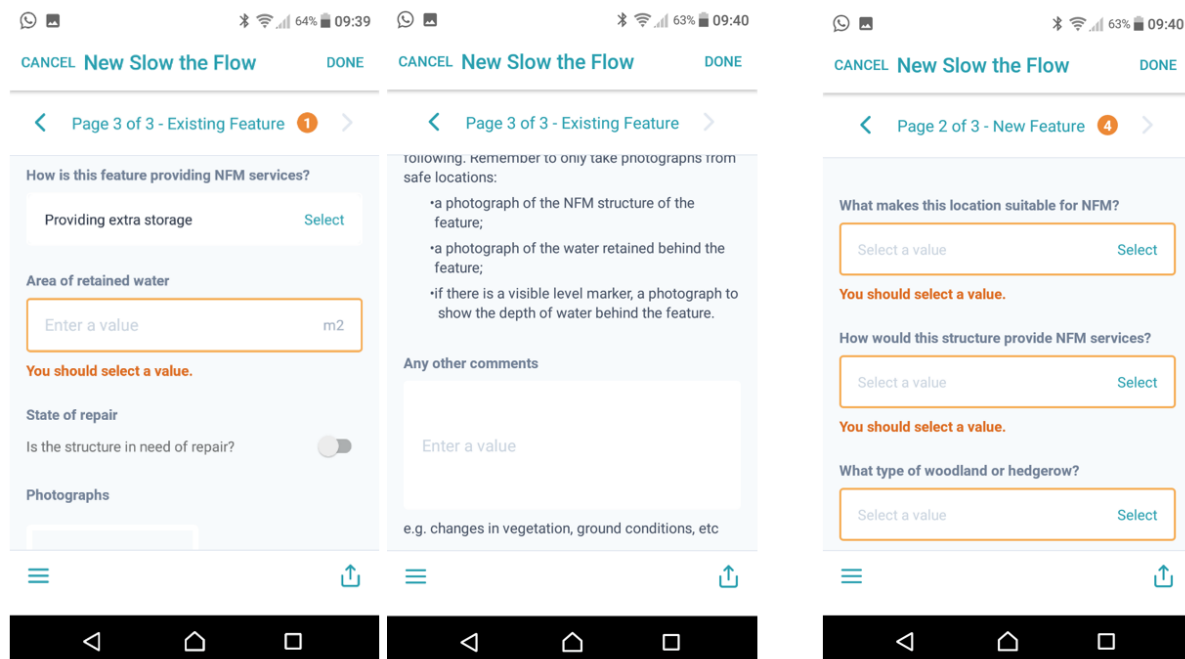 64% 09:39
CANCEL New Slow the Flow DONE
Page 3 of 3 - Existing Feature 1
How is this feature providing NFM services?
Providing extra storage Select
Area of retained water
Enter a value m2
You should select a value.
State of repair
Is the structure in need of repair?
Photographs
63% 09:40
CANCEL New Slow the Flow DONE
Page 3 of 3 - Existing Feature
following. Remember to only take photographs from
safe locations:
•a photograph of the NFM structure of the
feature;
•a photograph of the water retained behind the
feature;
•if there is a visible level marker, a photograph to
show the depth of water behind the feature.
Any other comments
Enter a value
e.g. changes in vegetation, ground conditions, etc
63% 09:40
CANCEL New Slow the Flow DONE
Page 2 of 3 - New Feature 4
What makes this location suitable for NFM?
Select a value Select
You should select a value.
How would this structure provide NFM services?
Select a value Select
You should select a value.
What type of woodland or hedgerow?
Select a value Select